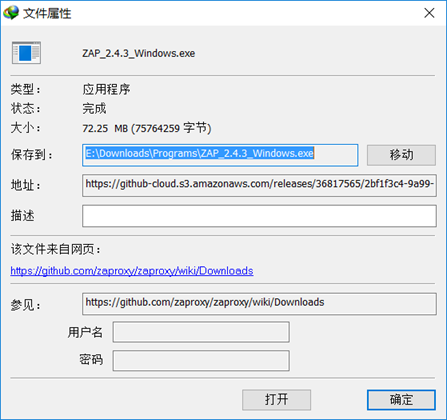 文件属性
ZAP_2.4.3_Windows.exe
类型： 应用程序
状态： 完成
大小： 72.25 MB (75764259 字节)
保存到： E:\Downloads\Programs\ZAP_2.4.3_Windows.exe 移动
地址： https://github-cloud.s3.amazonaws.com/releases/36817565/2bf1f3c4-9a99-
描述
该文件来自网页：
https://github.com/zaproxy/zaproxy/wiki/Downloads
参见： https://github.com/zaproxy/zaproxy/wiki/Downloads
用户名
密码
打开 确定